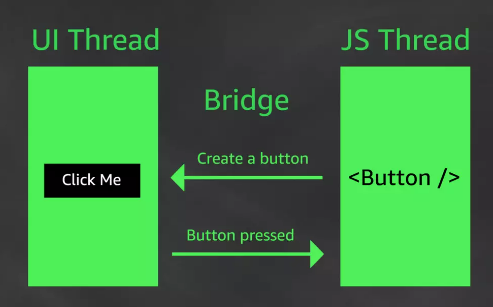 UI Thread
JS Thread
Bridge
Create a button
Click Me
<Button />
Button pressed